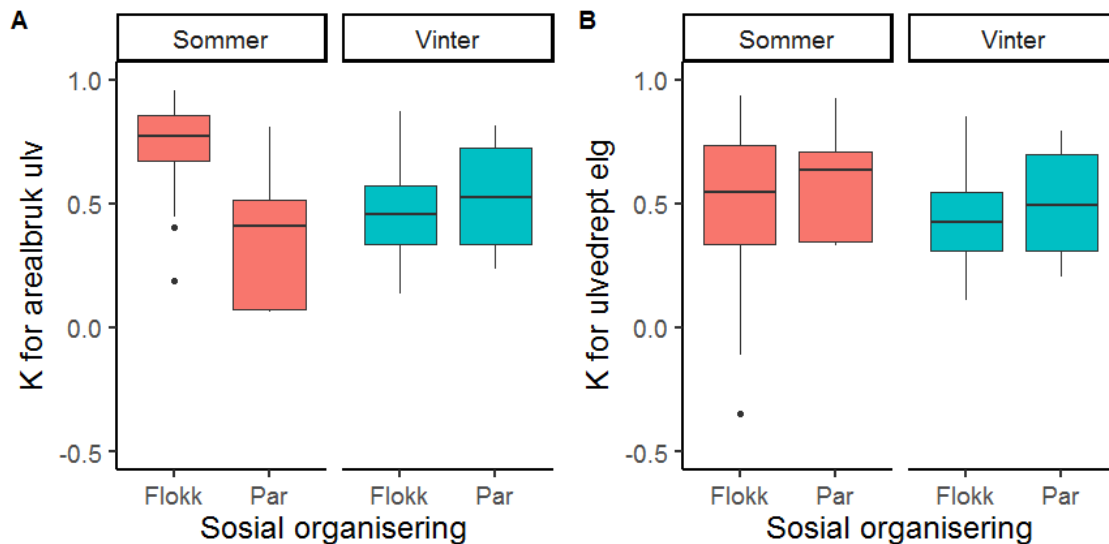 A
Sommer
Vinter
K for arealbruk ulv
1.0
0.5
0.0
-0.5
Flokk
Par
Flokk
Par
Sosial organisering
B
Sommer
Vinter
K for ulvedrept elg
1.0
0.5
0.0
-0.5
Flokk
Par
Flokk
Par
Sosial organisering